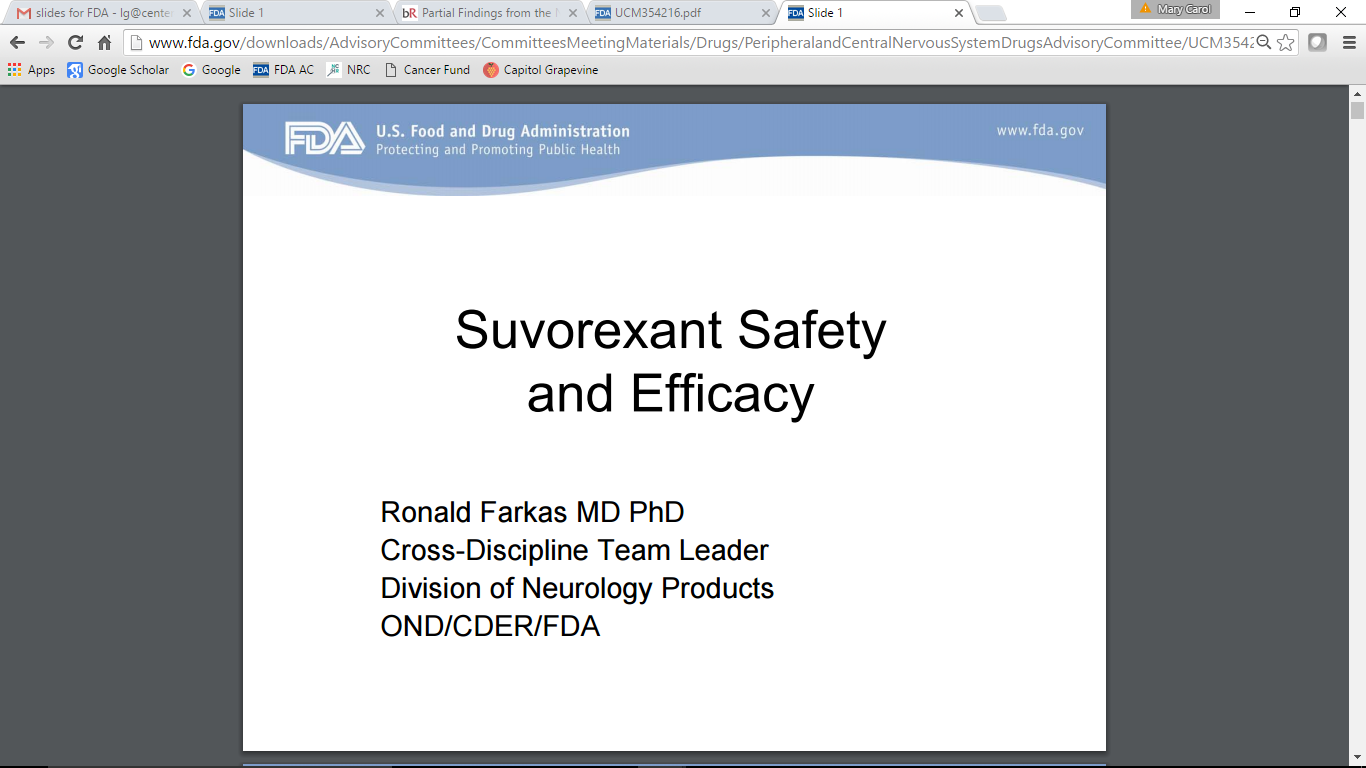 slides for FDA - lg@cente
Slide 1
bR Partial Findings from the
UCM354216.pdf
Slide 1
Mary Carol
www.fda.gov/downloads/AdvisoryCommittees/CommitteesMeetingMaterials/Drugs/PeripheralandCentralNervousSystemDrugsAdvisoryCommittee/UCM3542
Apps
Google Scholar
Google
FDA FDA AC
NRC
Cancer Fund
Capitol Grapevine
FDA U.S. Food and Drug Administration
Protecting and Promoting Public Health
www.fda.gov
Suvorexant Safety
and Efficacy
Ronald Farkas MD PhD
Cross-Discipline Team Leader
Division of Neurology Products
OND/CDER/FDA